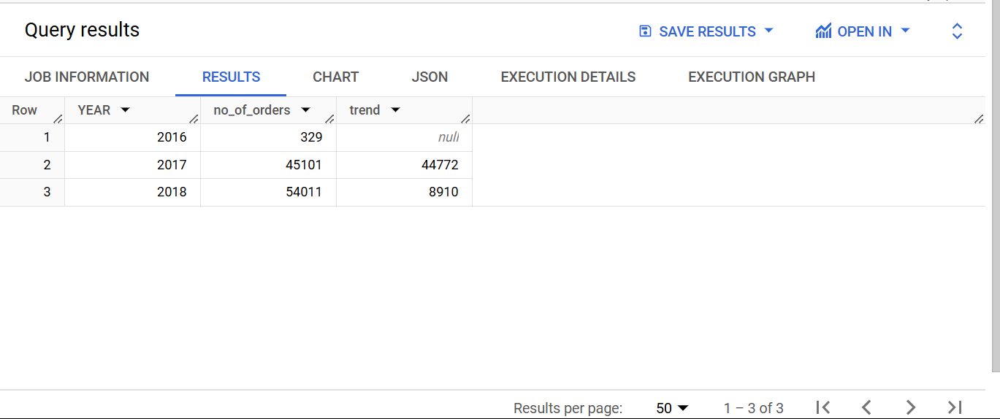 Query results
SAVE RESULTS OPEN IN
JOB INFORMATION RESULTS CHART JSON EXECUTION DETAILS EXECUTION GRAPH
Row YEAR no_of_orders trend
1 2016 329 null
2 2017 45101 44772
3 2018 54011 8910
Results per page: 50 1 – 3 of 3